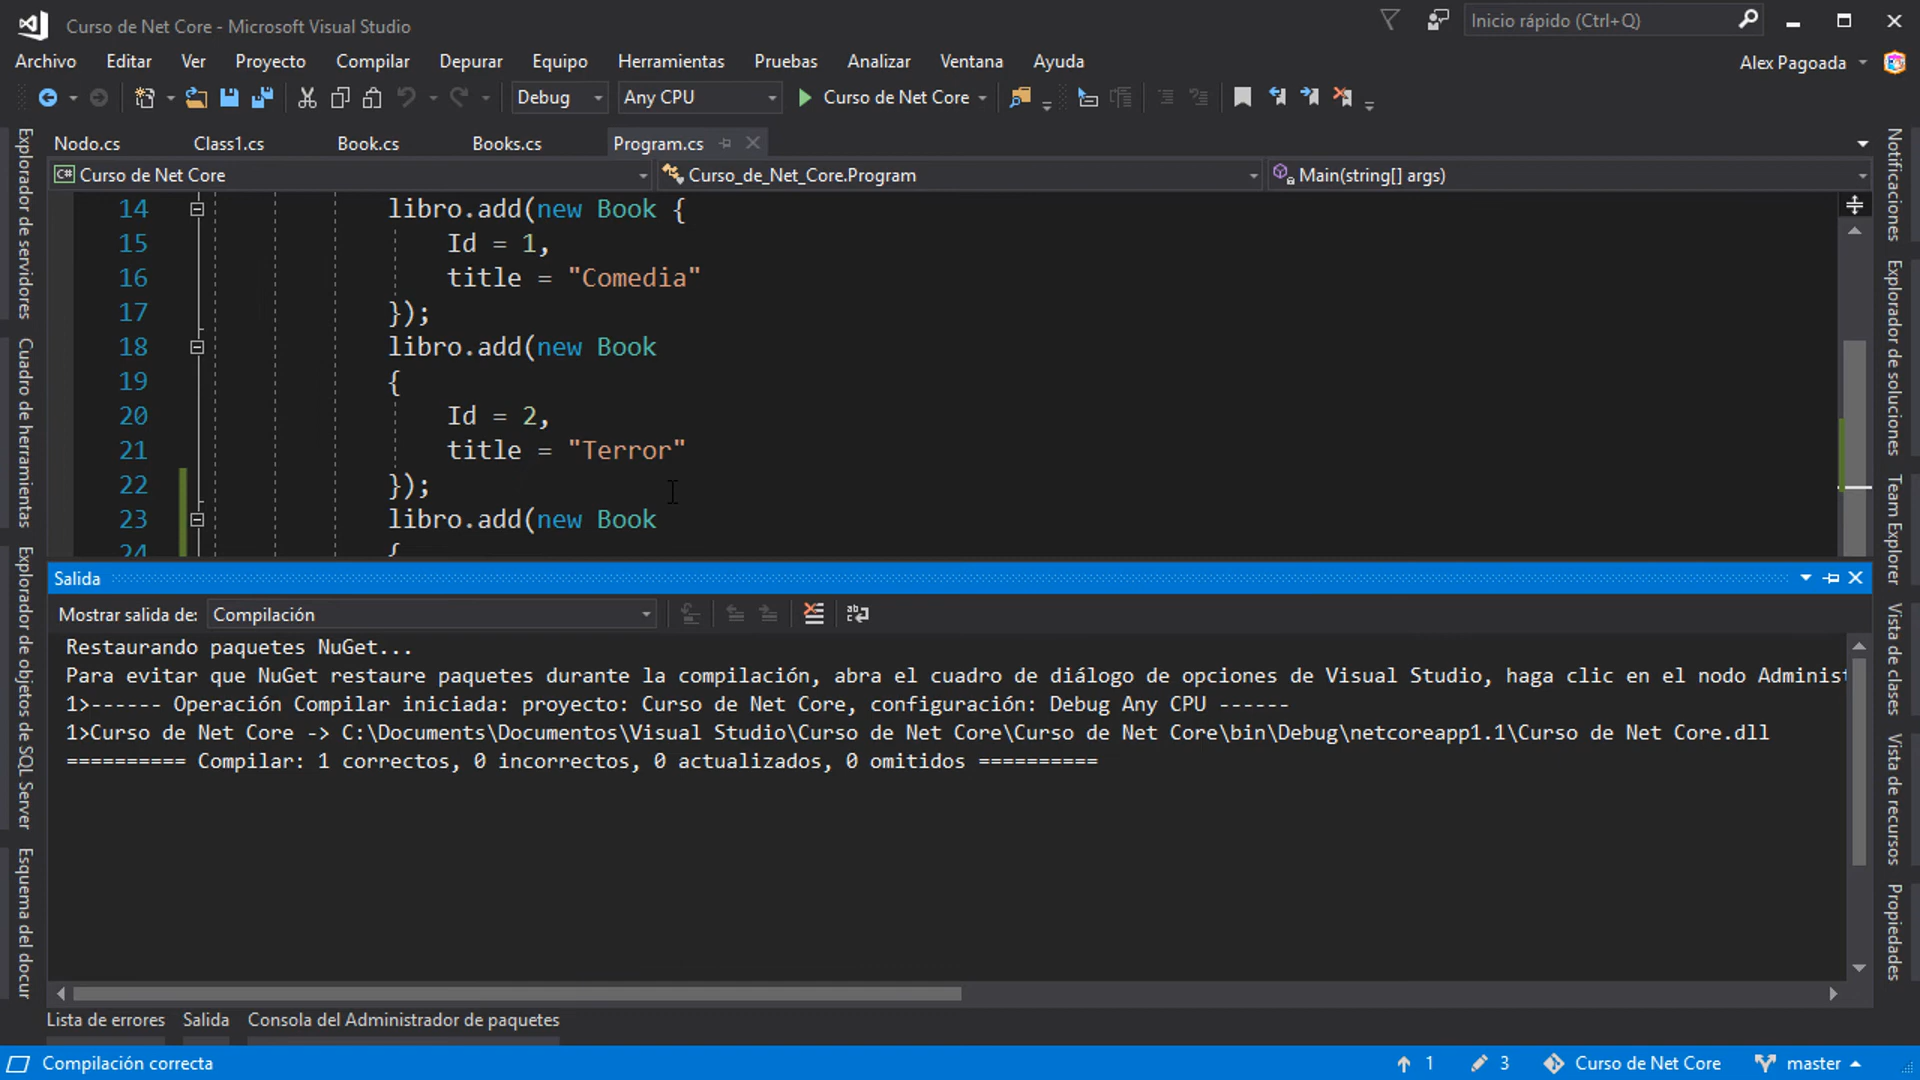 Curso de Net Core - Microsoft Visual Studio
Inicio rápido (Ctrl+Q)
Archivo Editar Ver Proyecto Compilar Depurar Equipo Herramientas Pruebas Analizar Ventana Ayuda
Alex Pagoada
Debug Any CPU Curso de Net Core
Nodo.cs Class1.cs Book.cs Books.cs Program.cs
C# Curso de Net Core Curso_de_Net_Core.Program Main(string[] args)
14 libro.add(new Book {
15 Id = 1,
16 title = "Comedia"
17 });
18 libro.add(new Book
19 {
20 Id = 2,
21 title = "Terror"
22 });
23 libro.add(new Book
24 {
Salida
Mostrar salida de: Compilación
Restaurando paquetes NuGet...
Para evitar que NuGet restaure paquetes durante la compilación, abra el cuadro de diálogo de opciones de Visual Studio, haga clic en el nodo Administ
1>------ Operación Compilar iniciada: proyecto: Curso de Net Core, configuración: Debug Any CPU ------
1>Curso de Net Core -> C:\Documents\Documentos\Visual Studio\Curso de Net Core\Curso de Net Core\bin\Debug\netcoreapp1.1\Curso de Net Core.dll
========== Compilar: 1 correctos, 0 incorrectos, 0 actualizados, 0 omitidos ==========
Lista de errores Salida Consola del Administrador de paquetes
Compilación correcta
1 3 Curso de Net Core master
Explorador de servidores
Cuadro de herramientas
Explorador de objetos de SQL Server
Esquema del docur
Notificaciones
Explorador de soluciones
Team Explorer
Vista de clases
Vista de recursos
Propiedades